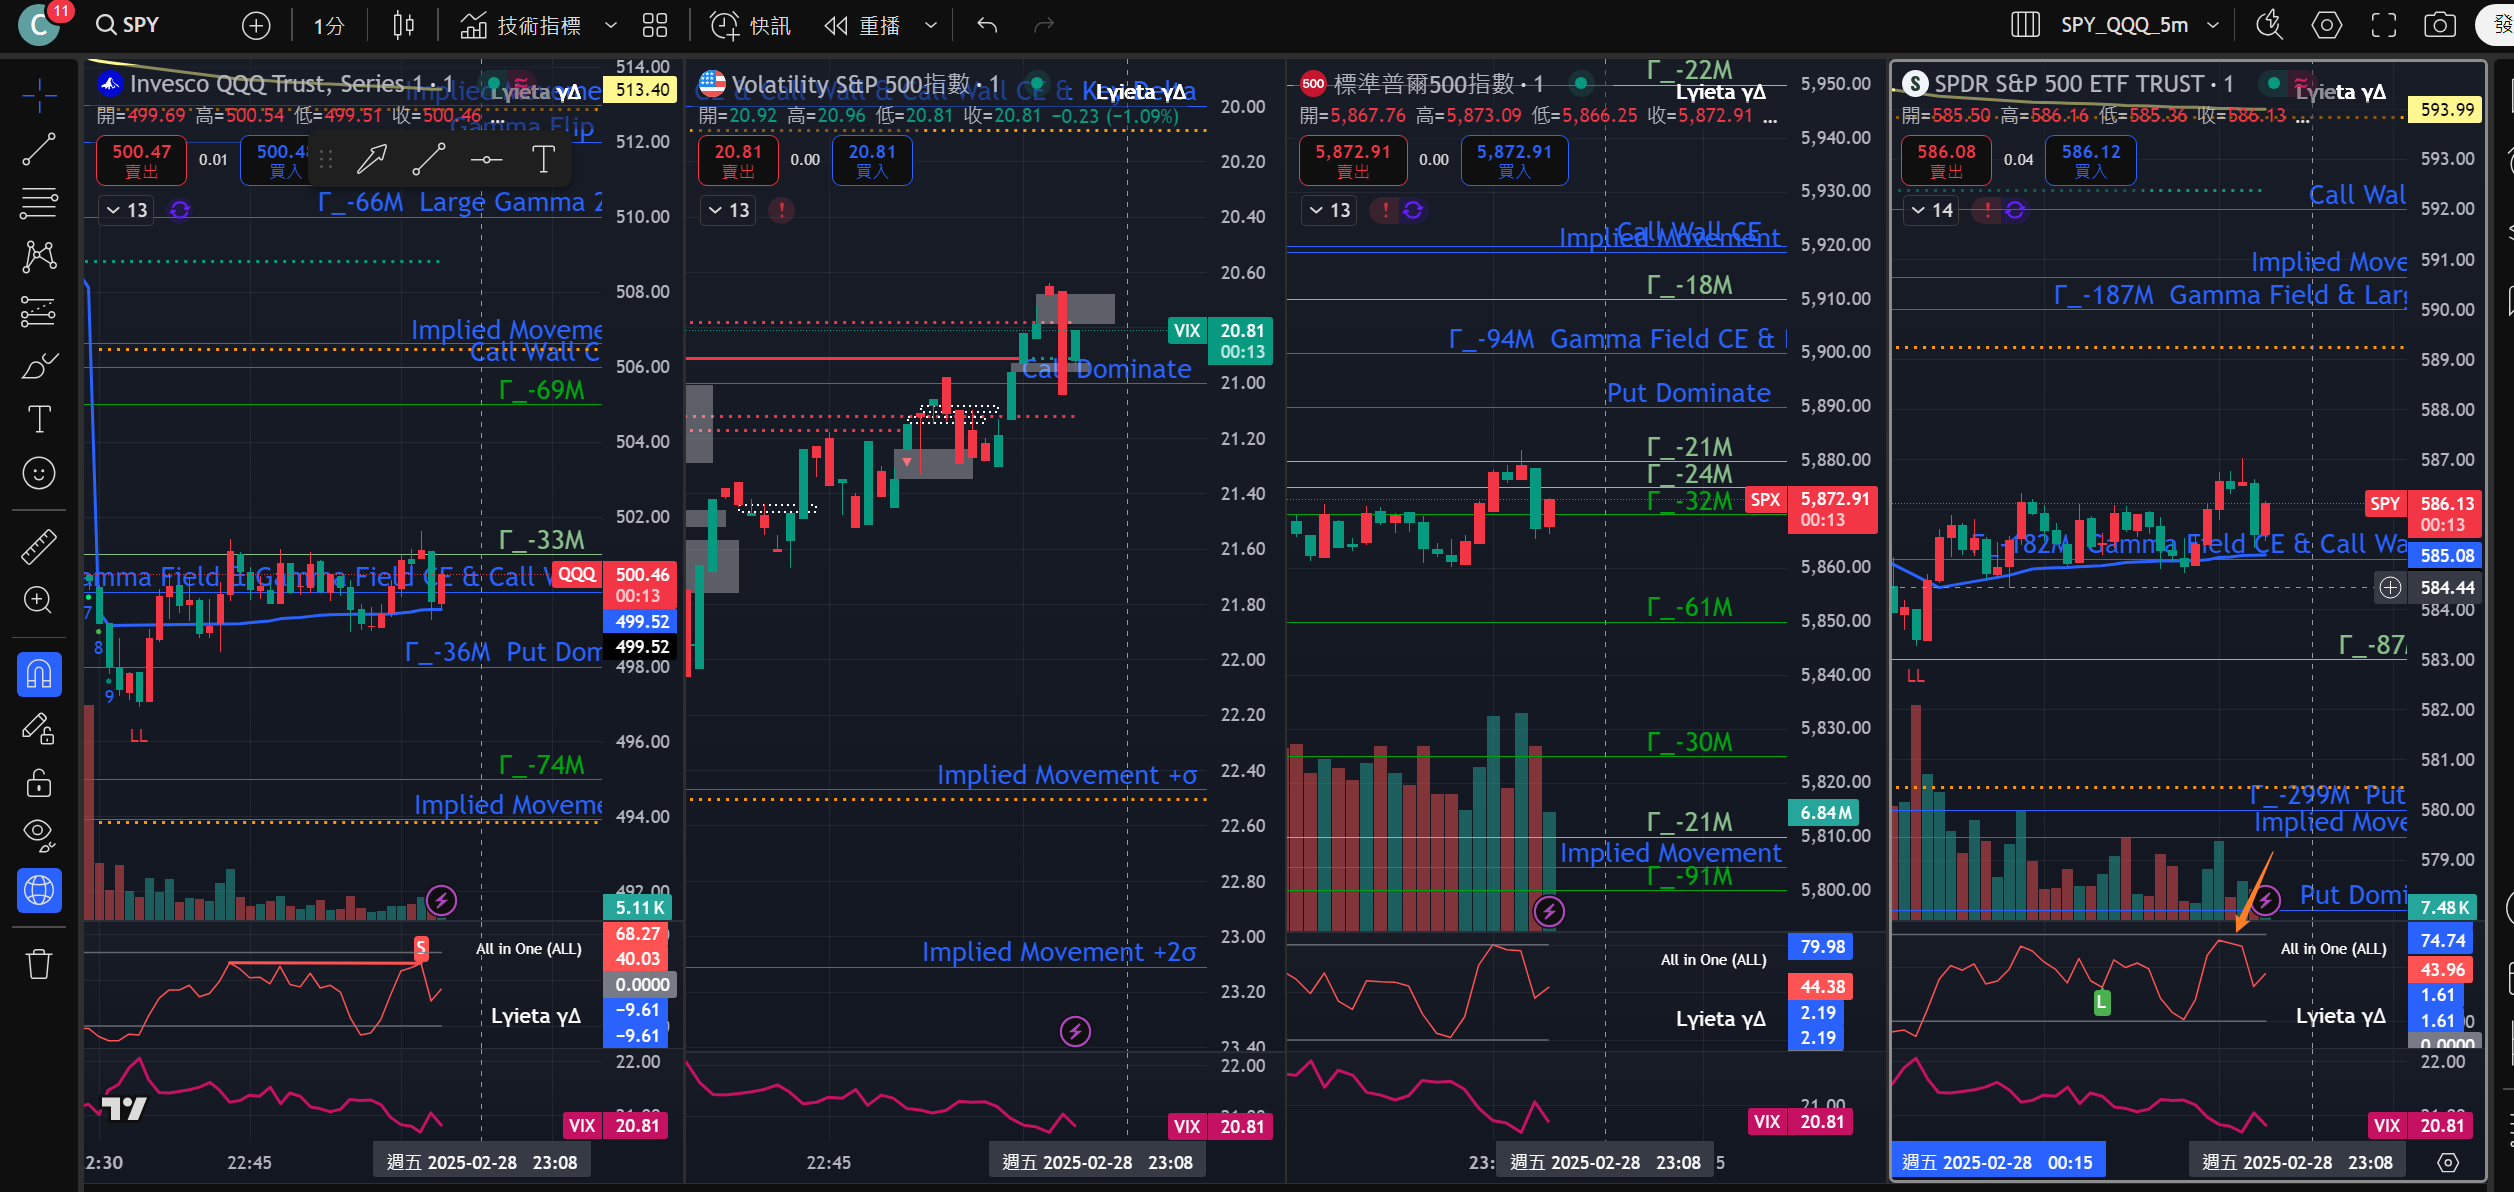 C
11
SPY
1分
技術指標
快訊
重播
SPY_QQQ_5m
發
Invesco QQQ Trust, Series 1 · 1
Lyieta γΔ
開=499.69 高=500.54 低=499.51 收=500.46 ...
Gamma Flip
500.47
賣出
0.01
買入
13
Γ_-66M Large Gamma 2
Implied Moveme
Call Wall C
Γ_-69M
Γ_-33M
Γ_-36M Put Dom
7
8
9
LL
Γ_-74M
Implied Moveme
514.00
513.40
512.00
510.00
508.00
506.00
504.00
502.00
QQQ
500.46
00:13
499.52
499.52
498.00
496.00
494.00
492.00
5.11K
S
All in One (ALL)
Lyieta γΔ
68.27
40.03
0.0000
−9.61
−9.61
22.00
VIX
20.81
2:30
22:45
週五 2025-02-28 23:08
Volatility S&P 500指數 · 1
Lyieta γΔ
開=20.92 高=20.96 低=20.81 收=20.81 −0.23 (−1.09%)
20.81
賣出
0.00
20.81
買入
13
!
Call Dominate
Implied Movement +σ
Implied Movement +2σ
20.00
20.20
20.40
20.60
VIX
20.81
00:13
21.00
21.20
21.40
21.60
21.80
22.00
22.20
22.40
22.60
22.80
23.00
23.20
23.40
22.00
VIX
20.81
22:45
週五 2025-02-28 23:08
500
標準普爾500指數 · 1
Γ_-22M
Lyieta γΔ
開=5,867.76 高=5,873.09 低=5,866.25 收=5,872.91 ...
5,872.91
賣出
0.00
5,872.91
買入
13
!
Call Wall CE
Implied Movement
Γ_-18M
Γ_-94M Gamma Field CE &
Put Dominate
Γ_-21M
Γ_-24M
Γ_-32M
Γ_-61M
Γ_-30M
Γ_-21M
Implied Movement
Γ_-91M
5,950.00
5,940.00
5,930.00
5,920.00
5,910.00
5,900.00
5,890.00
5,880.00
SPX
5,872.91
00:13
5,860.00
5,850.00
5,840.00
5,830.00
5,820.00
6.84M
5,810.00
5,800.00
All in One (ALL)
Lyieta γΔ
79.98
44.38
2.19
2.19
21.00
VIX
20.81
23:
週五 2025-02-28 23:08
5
S
SPDR S&P 500 ETF TRUST · 1
Lyieta γΔ
開=585.50 高=586.16 低=585.36 收=586.13 ...
586.08
賣出
0.04
586.12
買入
14
!
Call Wal
Implied Move
Γ_-187M Gamma Field & Larg
Γ_-182M Gamma Field CE & Call Wa
Γ_-87
LL
Γ_-299M Put
Implied Move
Put Domi
593.99
593.00
592.00
591.00
590.00
589.00
588.00
587.00
SPY
586.13
00:13
585.08
584.44
584.00
583.00
582.00
581.00
580.00
579.00
7.48K
L
All in One (ALL)
Lyieta γΔ
74.74
43.96
1.61
1.61
0.0000
22.00
VIX
20.81
週五 2025-02-28 00:15
週五 2025-02-28 23:08